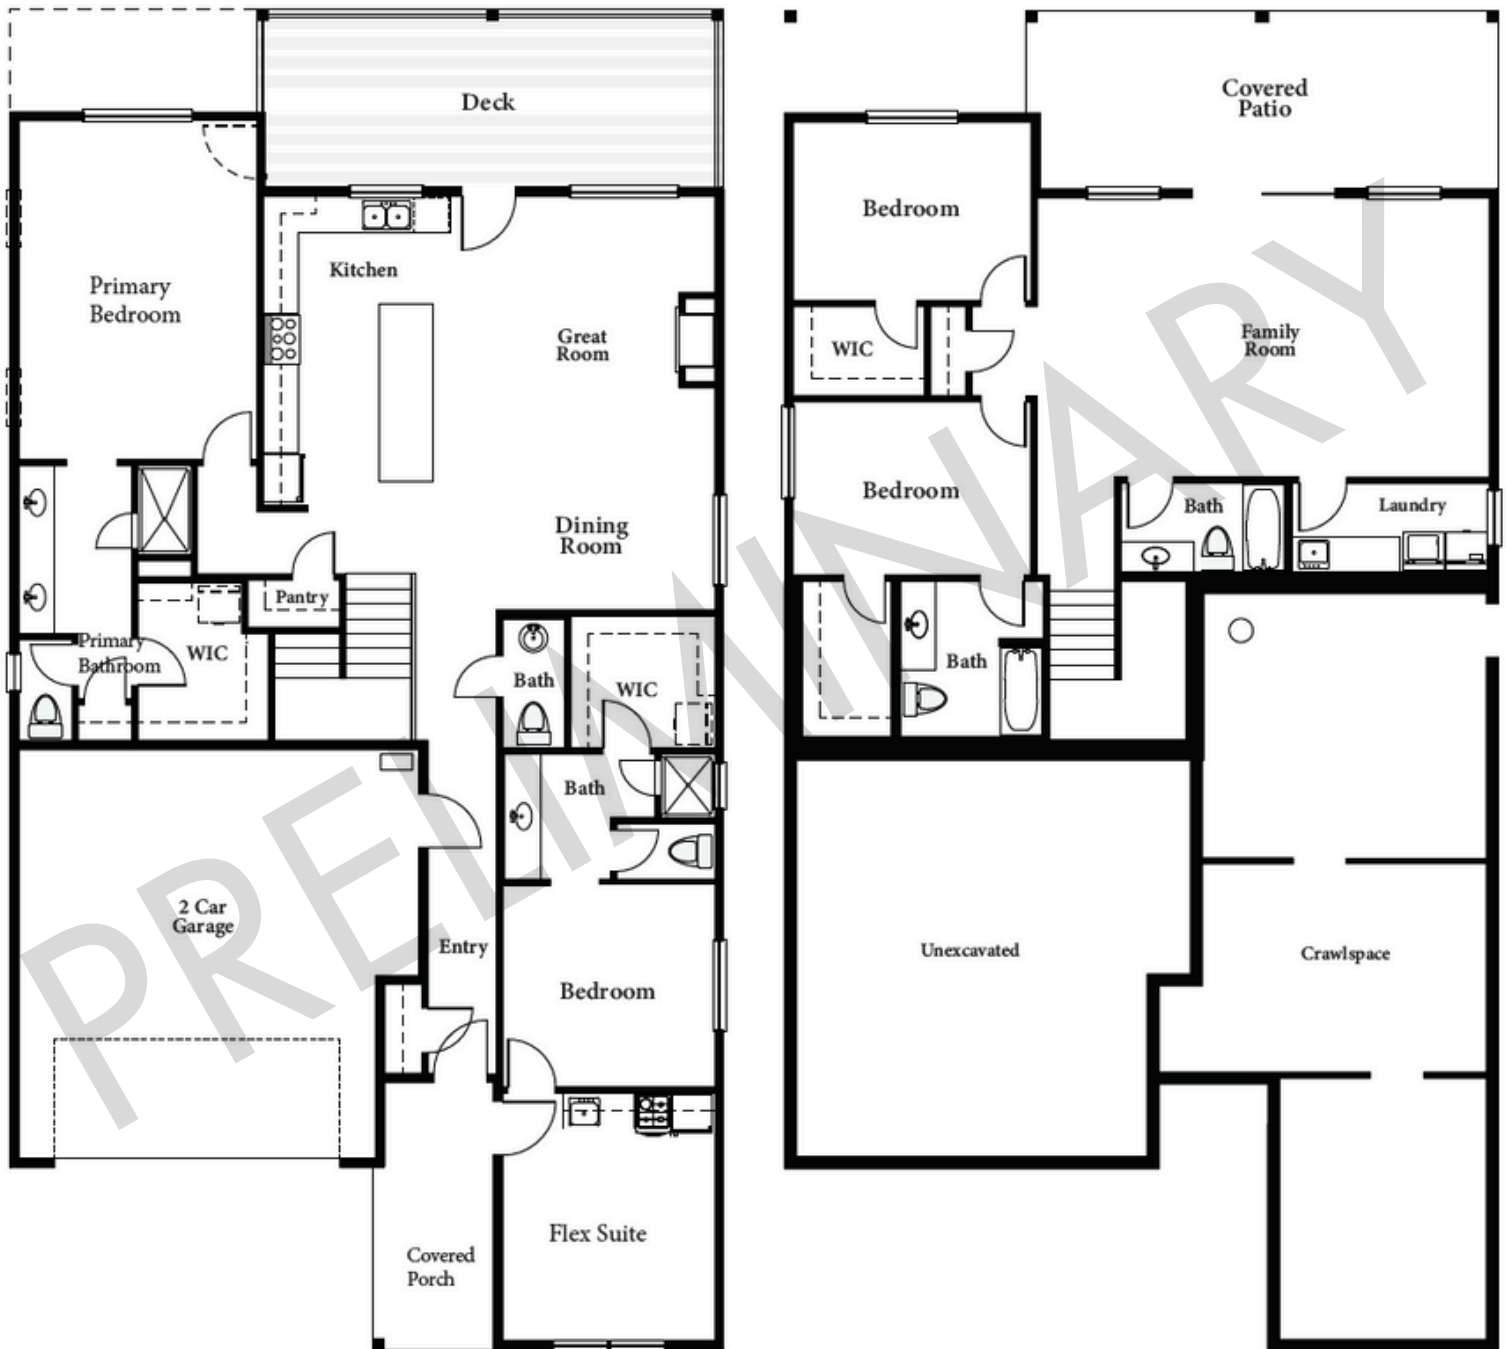 Deck
Primary
Bedroom
Kitchen
Great
Room
Dining
Room
Pantry
Primary
Bathroom
WIC
Bath
WIC
Bath
2 Car
Garage
Entry
Bedroom
Flex Suite
Covered
Porch
Covered
Patio
Bedroom
WIC
Family
Room
Bedroom
Bath
Laundry
Bath
Unexcavated
Crawlspace
PRELIMINARY